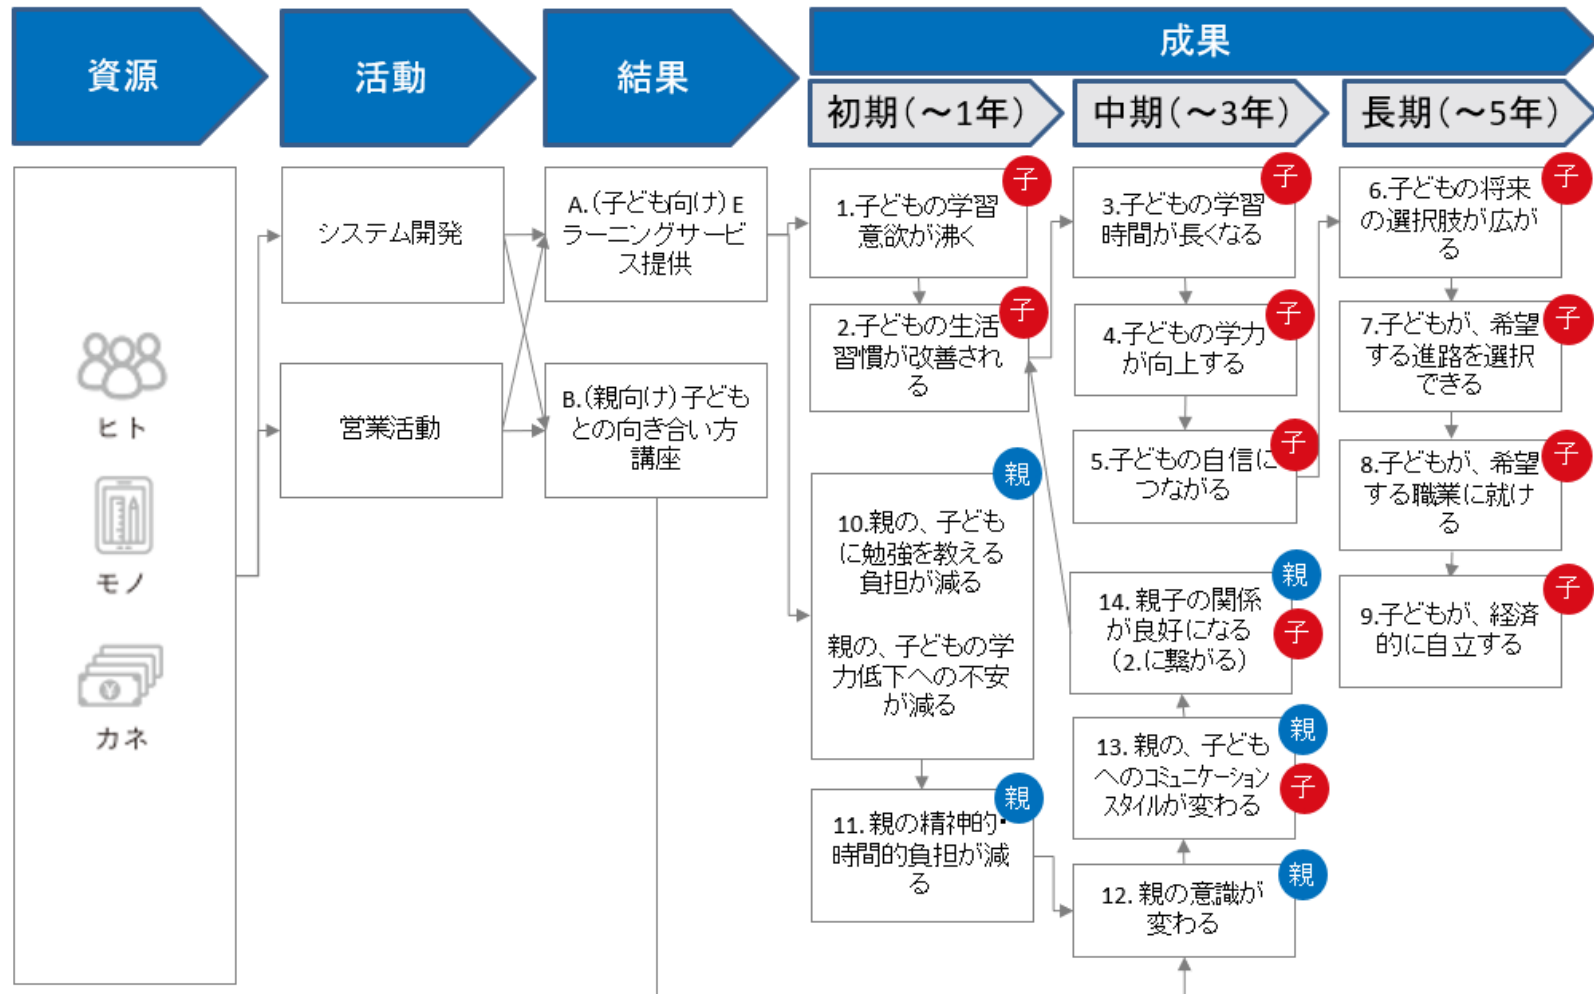 資源
活動
結果
成果
初期(～1年)
中期(～3年)
長期(～5年)
ヒト
モノ
カネ
¥
システム開発
営業活動
A.(子ども向け)E
ラーニングサービ
ス提供
B.(親向け)子ども
との向き合い方
講座
子
1.子どもの学習
意欲が沸く
子
2.子どもの生活
習慣が改善され
る
親
10.親の、子ども
に勉強を教える
負担が減る
親の、子どもの学
力低下への不安
が減る
親
11.親の精神的・
時間的負担が減
る
子
3.子どもの学習
時間が長くなる
子
4.子どもの学力
が向上する
子
5.子どもの自信に
つながる
親
子
14.親子の関係
が良好になる
(2.に繋がる)
親
子
13.親の、子ども
へのコミュニケーション
スタイルが変わる
親
12.親の意識が
変わる
子
6.子どもの将来
の選択肢が広が
る
子
7.子どもが、希望
する進路を選択
できる
子
8.子どもが、希望
する職業に就け
る
子
9.子どもが、経済
的に自立する